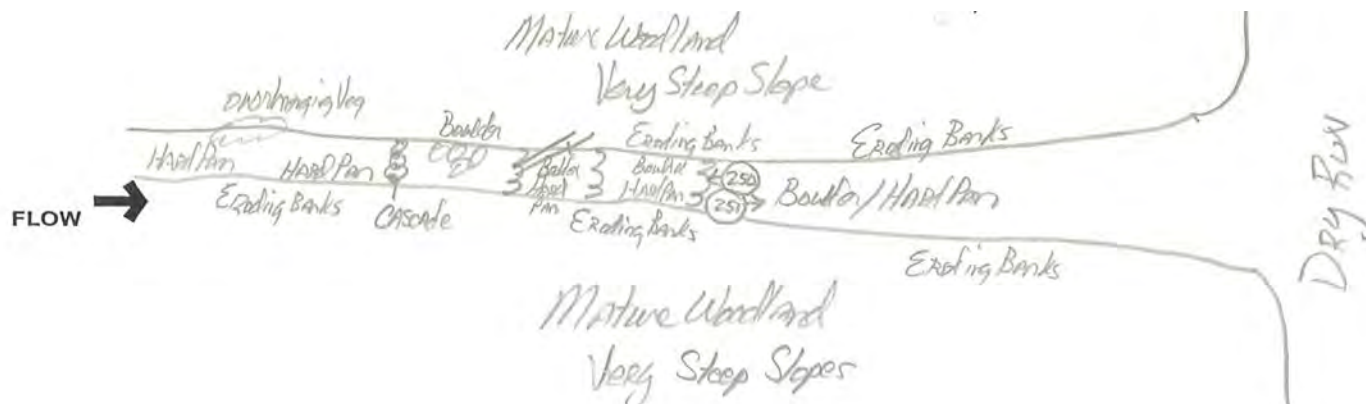 Mature Woodland
Very Steep Slope
Overhanging Veg
Boulder
Eroding Banks
Eroding Banks
Hard Pan
Hard Pan
Boulder
Hard
Pan
Boulder
Hard Pan
250
251
Boulder/Hard Pan
FLOW
Eroding Banks
Cascade
Eroding Banks
Eroding Banks
Dry Run
Mature Woodland
Very Steep Slopes